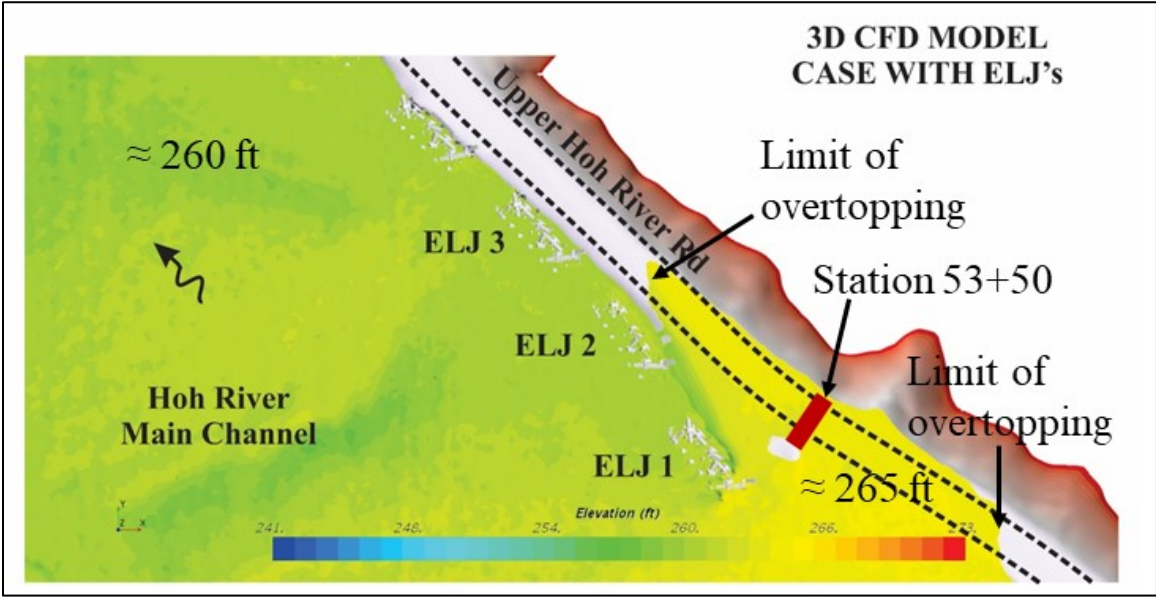 3D CFD MODEL
CASE WITH ELJ's
Upper Hoh River Rd
≈ 260 ft
Limit of
overtopping
ELJ 3
Station 53+50
ELJ 2
Limit of
overtopping
Hoh River
Main Channel
ELJ 1
≈ 265 ft
Y
Z X
Elevation (ft)
241. 248. 254. 260. 266. 73.